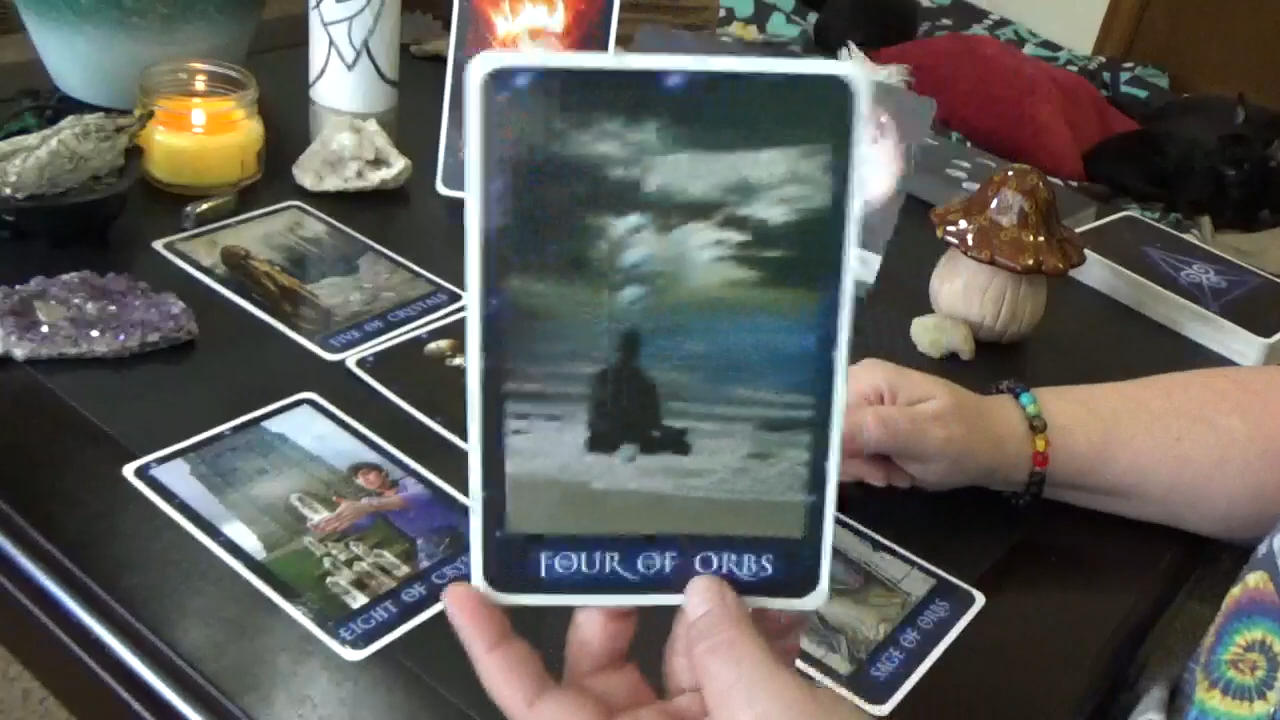 FIVE OF CRYSTALS
EIGHT OF CRYS
FOUR OF ORBS
SAGE OF ORBS